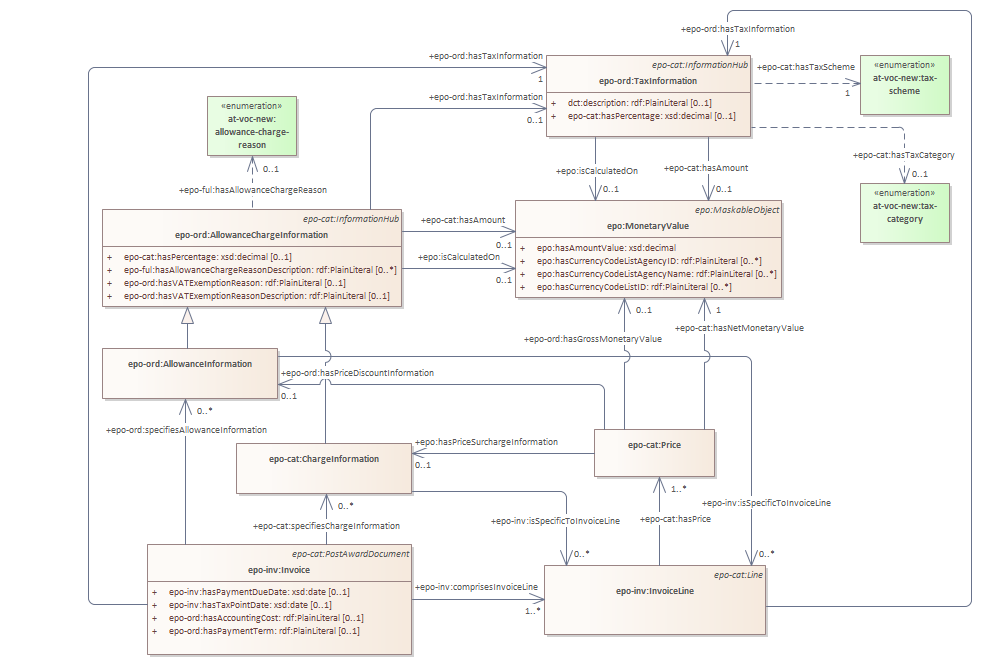 +epo-ord:hasTaxInformation
1
+epo-ord:hasTaxInformation
1
epo-cat:InformationHub
epo-ord:TaxInformation
+ dct:description: rdf:PlainLiteral [0..1]
+ epo-cat:hasPercentage: xsd:decimal [0..1]
+epo-cat:hasTaxScheme
1
«enumeration»
at-voc-new:tax-
scheme
+epo-ord:hasTaxInformation
0..1
«enumeration»
at-voc-new:
allowance-charge-
reason
0..1
+epo-ful:hasAllowanceChargeReason
+epo:isCalculatedOn
0..1
+epo-cat:hasAmount
0..1
+epo-cat:hasTaxCategory
0..1
«enumeration»
at-voc-new:tax-
category
epo-cat:InformationHub
epo-ord:AllowanceChargeInformation
+ epo-cat:hasPercentage: xsd:decimal [0..1]
+ epo-ful:hasAllowanceChargeReasonDescription: rdf:PlainLiteral [0..*]
+ epo-ord:hasVATExemptionReason: rdf:PlainLiteral [0..1]
+ epo-ord:hasVATExemptionReasonDescription: rdf:PlainLiteral [0..1]
+epo-cat:hasAmount
0..1
+epo:isCalculatedOn
0..1
epo:MaskableObject
epo:MonetaryValue
+ epo:hasAmountValue: xsd:decimal
+ epo:hasCurrencyCodeListAgencyID: rdf:PlainLiteral [0..*]
+ epo:hasCurrencyCodeListAgencyName: rdf:PlainLiteral [0..*]
+ epo:hasCurrencyCodeListID: rdf:PlainLiteral [0..*]
0..1
+epo-ord:hasGrossMonetaryValue
1
+epo-cat:hasNetMonetaryValue
epo-ord:AllowanceInformation
+epo-ord:hasPriceDiscountInformation
0..1
0..*
+epo-ord:specifiesAllowanceInformation
epo-cat:ChargeInformation
+epo:hasPriceSurchargeInformation
0..1
epo-cat:Price
1..*
+epo-cat:hasPrice
+epo-inv:isSpecificToInvoiceLine
0..*
+epo-inv:isSpecificToInvoiceLine
0..*
0..*
+epo-cat:specifiesChargeInformation
epo-cat:PostAwardDocument
epo-inv:Invoice
+ epo-inv:hasPaymentDueDate: xsd:date [0..1]
+ epo-inv:hasTaxPointDate: xsd:date [0..1]
+ epo-ord:hasAccountingCost: rdf:PlainLiteral [0..1]
+ epo-ord:hasPaymentTerm: rdf:PlainLiteral [0..1]
+epo-inv:comprisesInvoiceLine
1..*
epo-cat:Line
epo-inv:InvoiceLine